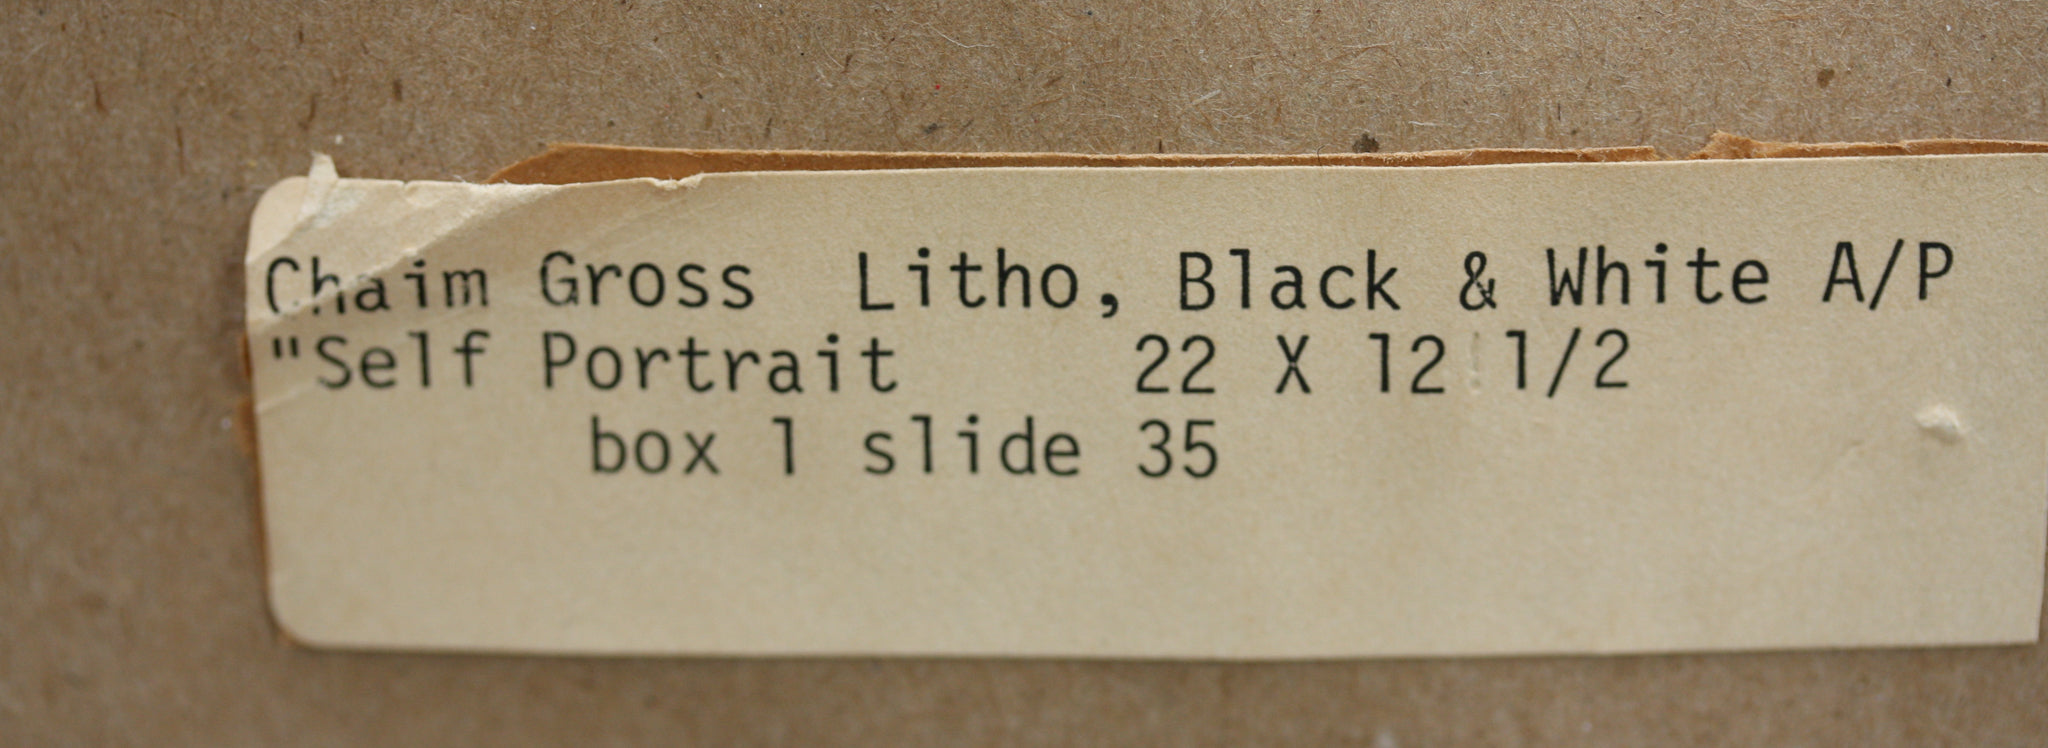 Chaim Gross  Litho, Black & White A/P
"Self Portrait    22 X 12 1/2
box 1 slide 35